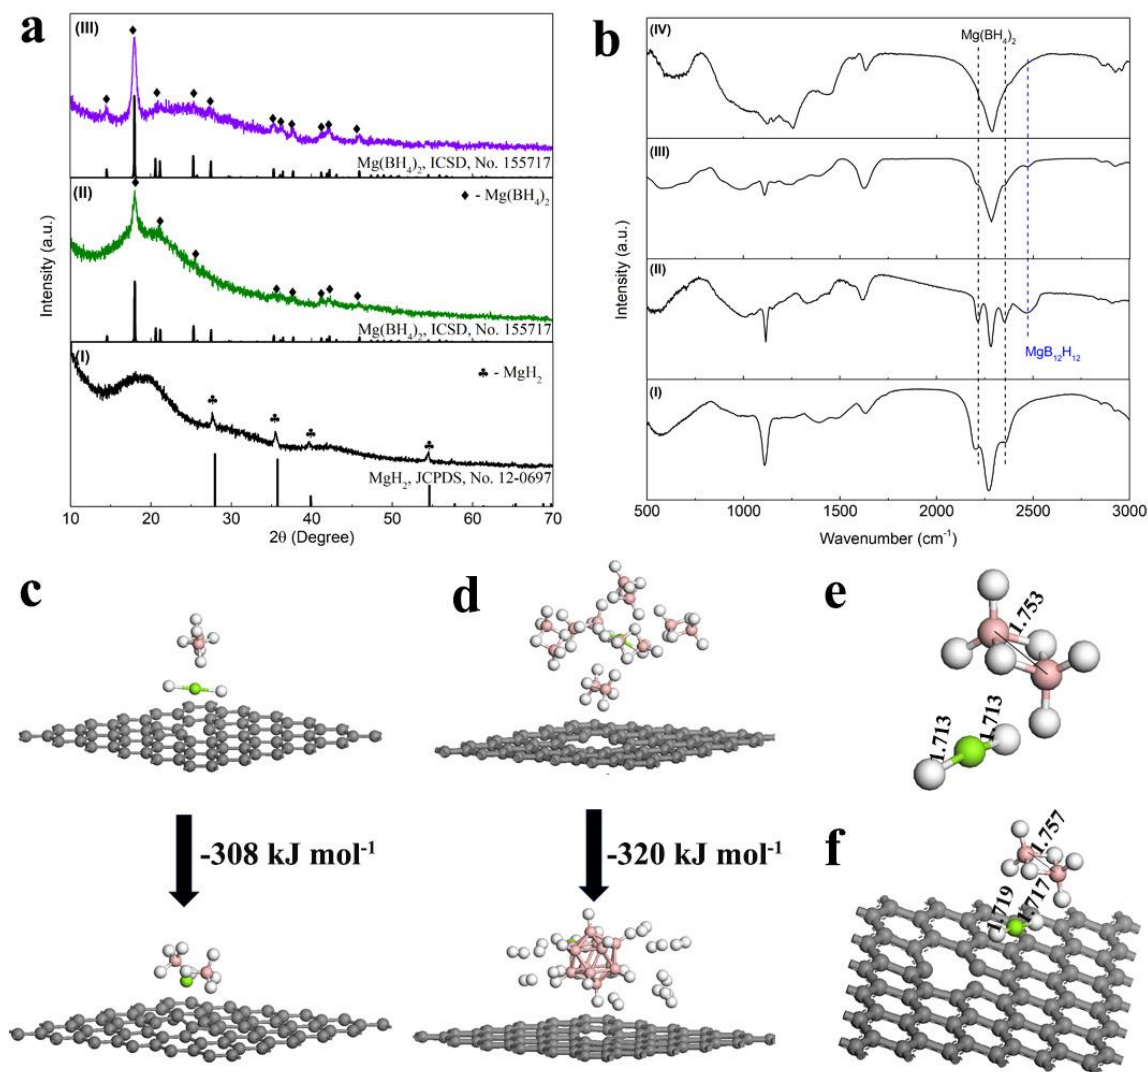 a
(III)
Mg(BH₄)₂, ICSD, No. 155717
(II)
♦ - Mg(BH₄)₂
Mg(BH₄)₂, ICSD, No. 155717
(I)
♣ - MgH₂
MgH₂, JCPDS, No. 12-0697
Intensity (a.u.)
10 20 30 40 50 60 70
2θ (Degree)
b
(IV)
Mg(BH₄)₂
(III)
(II)
MgB₁₂H₁₂
(I)
Intensity (a.u.)
500 1000 1500 2000 2500 3000
Wavenumber (cm⁻¹)
c
-308 kJ mol⁻¹
d
-320 kJ mol⁻¹
e
1.753
1.713
1.713
f
1.757
1.719
1.717